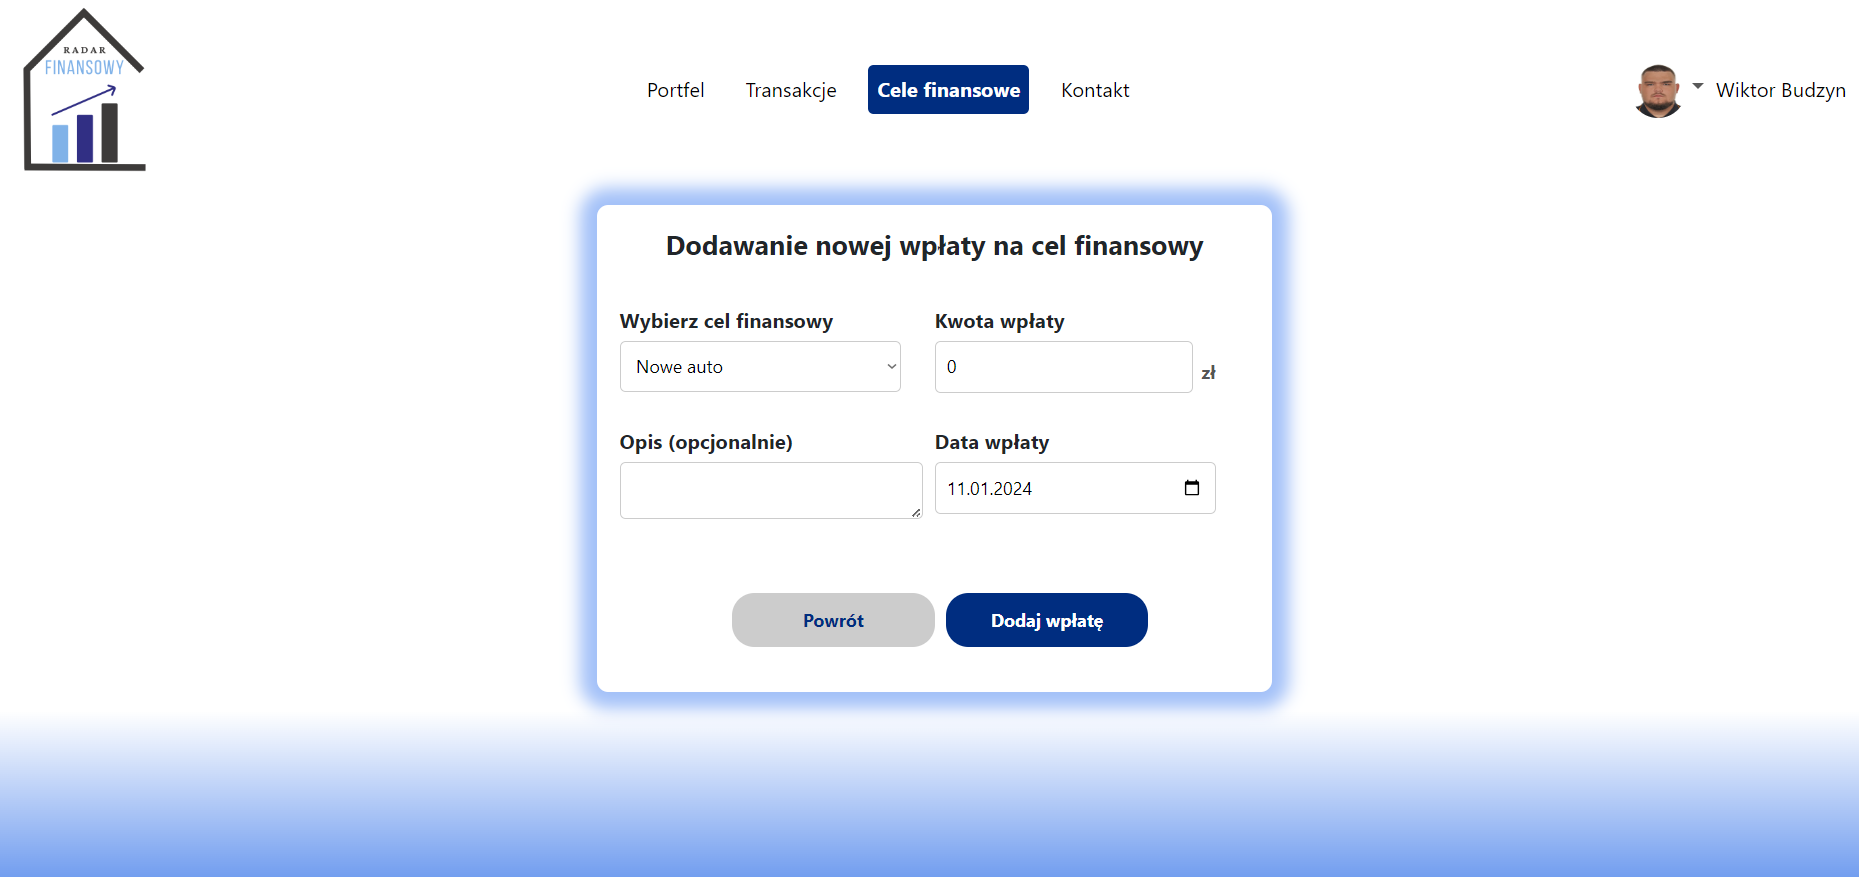 RADAR
FINANSOWY
Portfel
Transakcje
Cele finansowe
Kontakt
Wiktor Budzyn
Dodawanie nowej wpłaty na cel finansowy
Wybierz cel finansowy
Kwota wpłaty
Nowe auto
0
zł
Opis (opcjonalnie)
Data wpłaty
11.01.2024
Powrót
Dodaj wpłatę